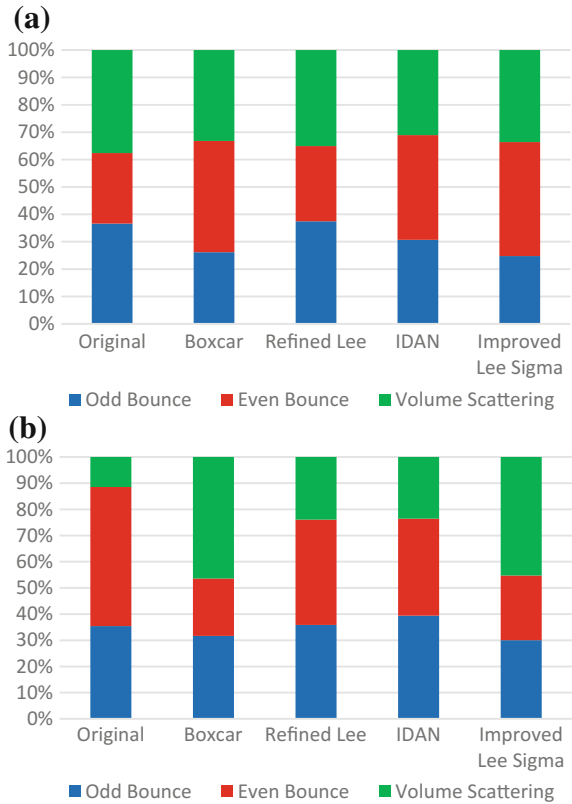 (a)
100%
90%
80%
70%
60%
50%
40%
30%
20%
10%
0%
Original Boxcar Refined Lee IDAN Improved
Lee Sigma
Odd Bounce Even Bounce Volume Scattering
(b)
100%
90%
80%
70%
60%
50%
40%
30%
20%
10%
0%
Original Boxcar Refined Lee IDAN Improved
Lee Sigma
Odd Bounce Even Bounce Volume Scattering